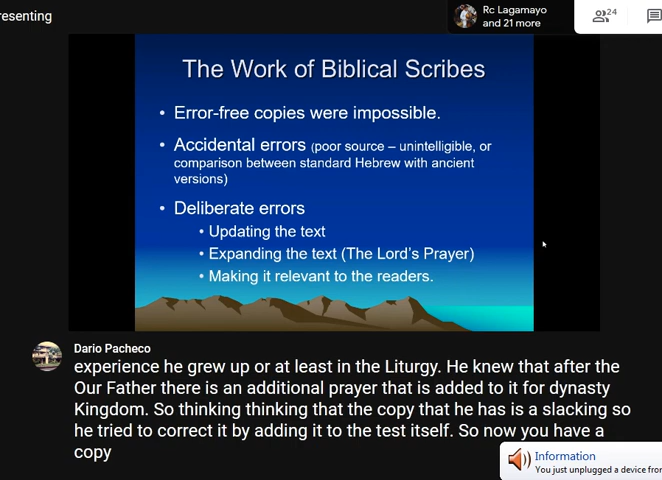 resenting
Rc Lagamayo
and 21 more
24
The Work of Biblical Scribes
• Error-free copies were impossible.
• Accidental errors (poor source – unintelligible, or
comparison between standard Hebrew with ancient
versions)
• Deliberate errors
• Updating the text
• Expanding the text (The Lord's Prayer)
• Making it relevant to the readers.
Dario Pacheco
experience he grew up or at least in the Liturgy. He knew that after the
Our Father there is an additional prayer that is added to it for dynasty
Kingdom. So thinking thinking that the copy that he has is a slacking so
he tried to correct it by adding it to the test itself. So now you have a
copy
Information
You just unplugged a device from